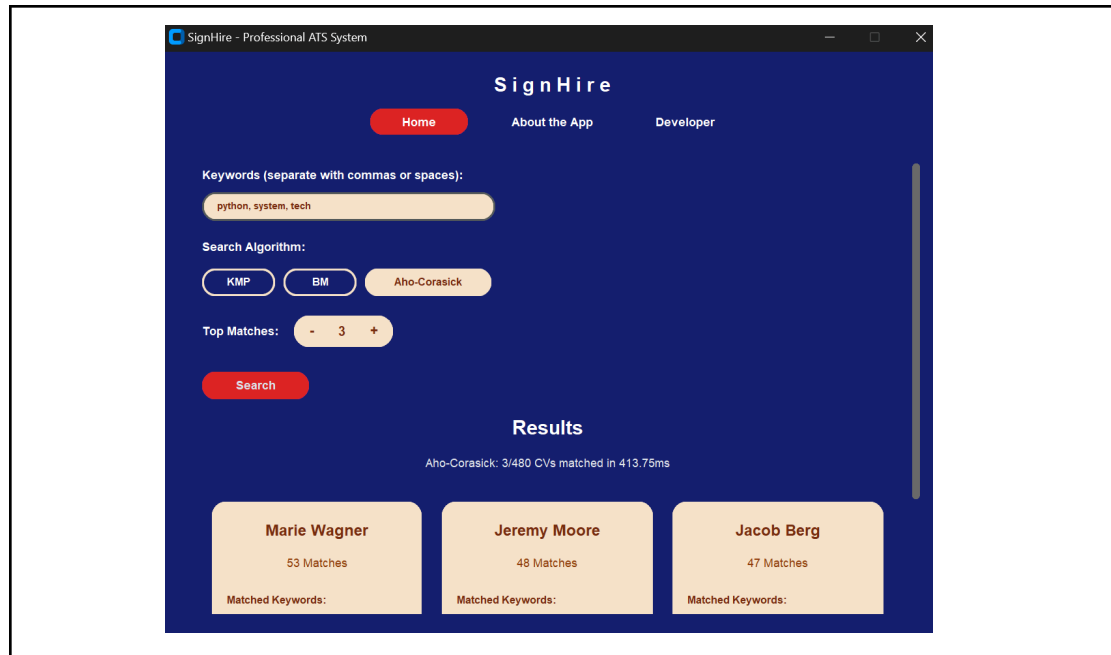 SignHire - Professional ATS System
SignHire
Home About the App Developer
Keywords (separate with commas or spaces):
python, system, tech
Search Algorithm:
KMP BM Aho-Corasick
Top Matches: - 3 +
Search
Results
Aho-Corasick: 3/480 CVs matched in 413.75ms
Marie Wagner Jeremy Moore Jacob Berg
53 Matches 48 Matches 47 Matches
Matched Keywords: Matched Keywords: Matched Keywords: